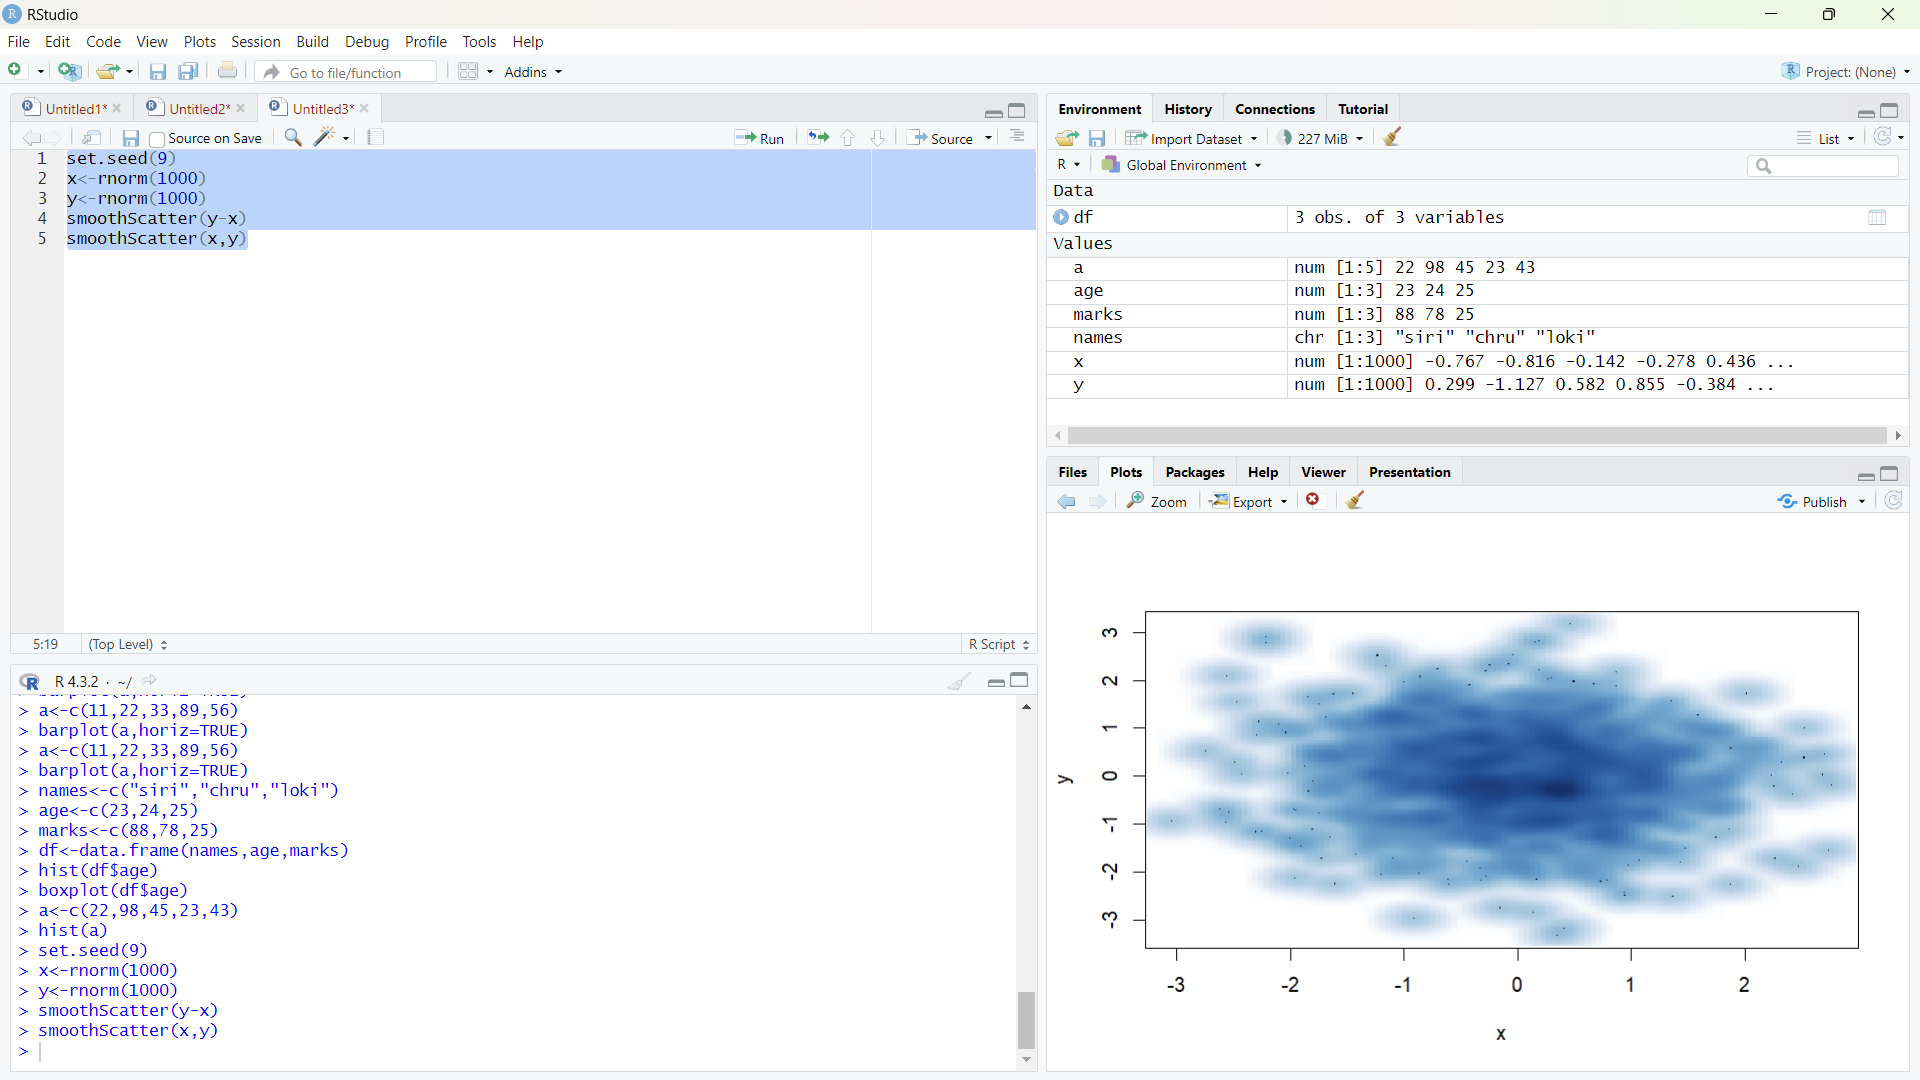 RStudio
File Edit Code View Plots Session Build Debug Profile Tools Help
Go to file/function Addins Project: (None)
Untitled1* Untitled2* Untitled3*
Source on Save Run Source
1 set.seed(9)
2 x<-rnorm(1000)
3 y<-rnorm(1000)
4 smoothScatter(y-x)
5 smoothScatter(x,y)
5:19 (Top Level) R Script
R 4.3.2 · ~/
> a<-c(11,22,33,89,56)
> barplot(a,horiz=TRUE)
> a<-c(11,22,33,89,56)
> barplot(a,horiz=TRUE)
> names<-c("siri","chru","loki")
> age<-c(23,24,25)
> marks<-c(88,78,25)
> df<-data.frame(names,age,marks)
> hist(df$age)
> boxplot(df$age)
> a<-c(22,98,45,23,43)
> hist(a)
> set.seed(9)
> x<-rnorm(1000)
> y<-rnorm(1000)
> smoothScatter(y-x)
> smoothScatter(x,y)
>
Environment History Connections Tutorial
Import Dataset 227 MiB List
R Global Environment
Data
df 3 obs. of 3 variables
Values
a num [1:5] 22 98 45 23 43
age num [1:3] 23 24 25
marks num [1:3] 88 78 25
names chr [1:3] "siri" "chru" "loki"
x num [1:1000] -0.767 -0.816 -0.142 -0.278 0.436 ...
y num [1:1000] 0.299 -1.127 0.582 0.855 -0.384 ...
Files Plots Packages Help Viewer Presentation
Zoom Export Publish
3
2
1
0
-1
-2
-3
y
-3 -2 -1 0 1 2
x